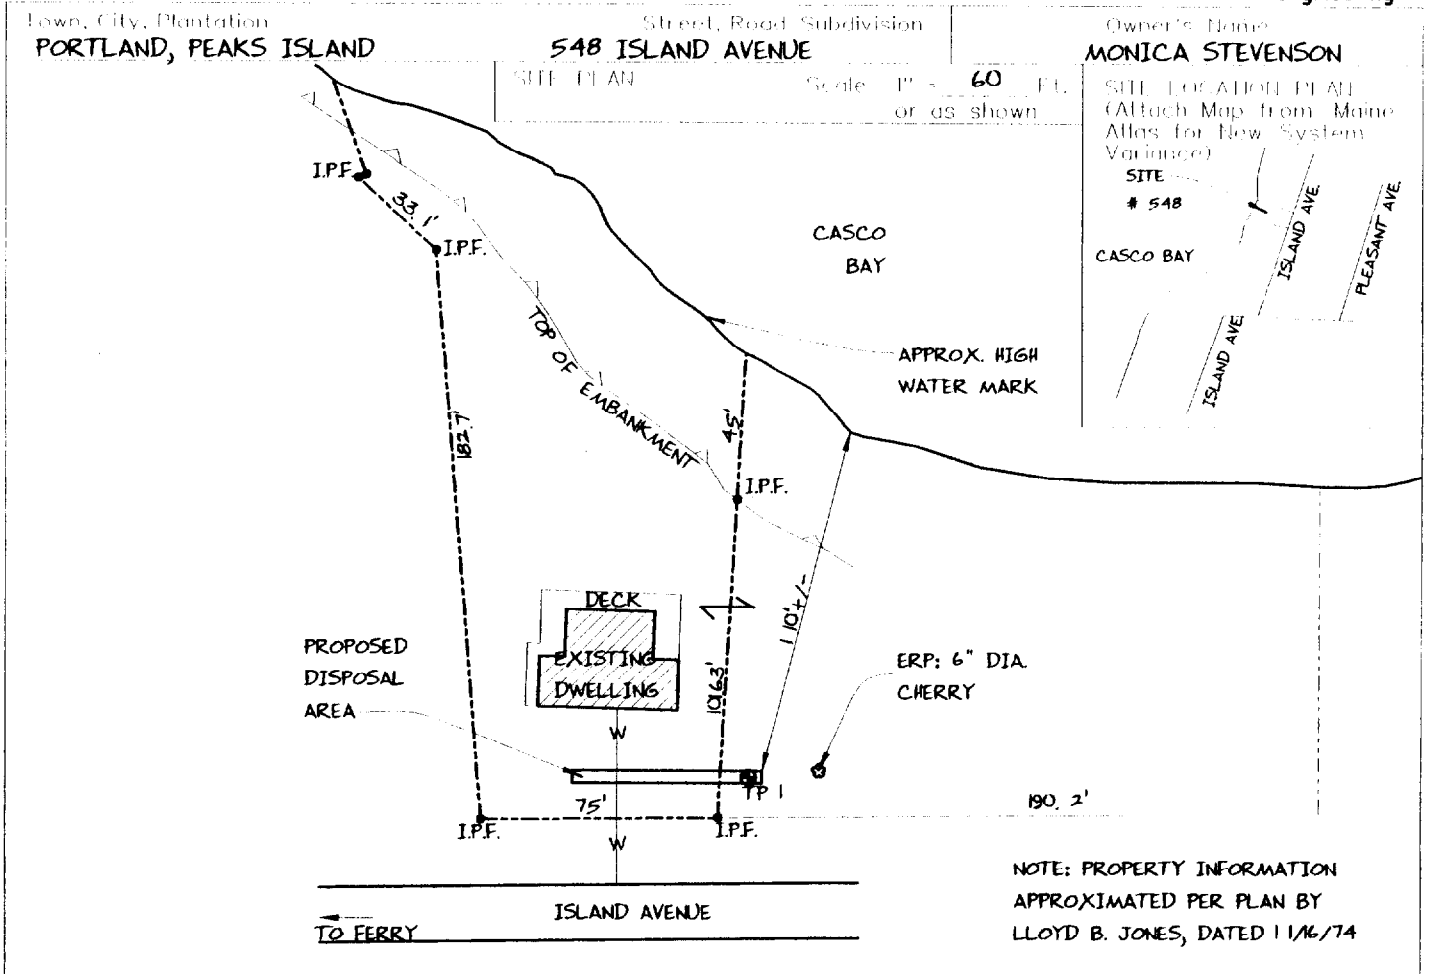 Town, City, Plantation
Street, Road Subdivision
Owner's Name
PORTLAND, PEAKS ISLAND
548 ISLAND AVENUE
MONICA STEVENSON
SITE PLAN
Scale 1" = 60 Ft.
or as shown
SITE LOCATION PLAN
(Attach Map from Maine
Atlas for New System
Variance)
SITE
# 548
CASCO BAY
ISLAND AVE.
PLEASANT AVE.
ISLAND AVE.
I.P.F.
33.1'
I.P.F.
CASCO
BAY
TOP OF EMBANKMENT
APPROX. HIGH
WATER MARK
182.7'
45'
I.P.F.
110'+/-
DECK
EXISTING
DWELLING
PROPOSED
DISPOSAL
AREA
ERP: 6" DIA.
CHERRY
W
TP 1
75'
190.2'
I.P.F.
I.P.F.
W
NOTE: PROPERTY INFORMATION
APPROXIMATED PER PLAN BY
LLOYD B. JONES, DATED 11/16/74
ISLAND AVENUE
TO FERRY